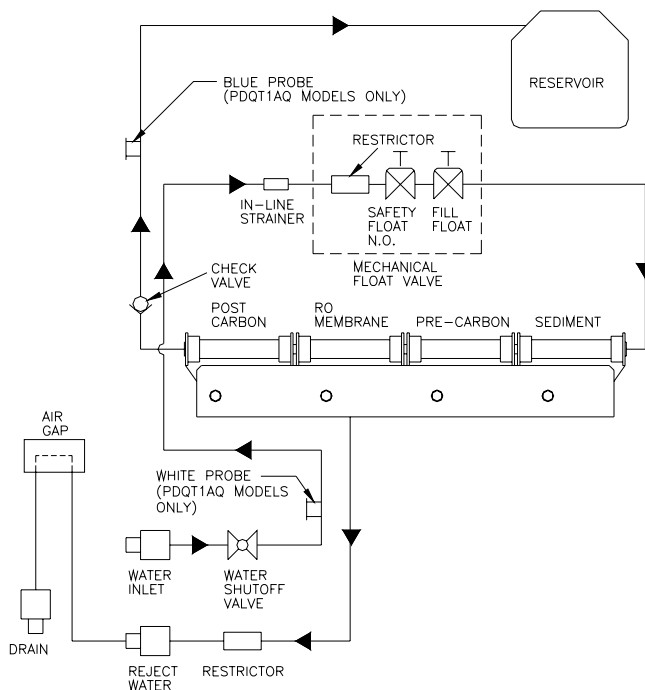 BLUE PROBE
(PDQT1AQ MODELS ONLY)
RESERVOIR
RESTRICTOR
IN-LINE
STRAINER
SAFETY
FLOAT
N.O.
FILL
FLOAT
MECHANICAL
FLOAT VALVE
CHECK
VALVE
POST
CARBON
RO
MEMBRANE
PRE-CARBON
SEDIMENT
AIR
GAP
WHITE PROBE
(PDQT1AQ MODELS
ONLY)
WATER
INLET
WATER
SHUTOFF
VALVE
DRAIN
REJECT
WATER
RESTRICTOR